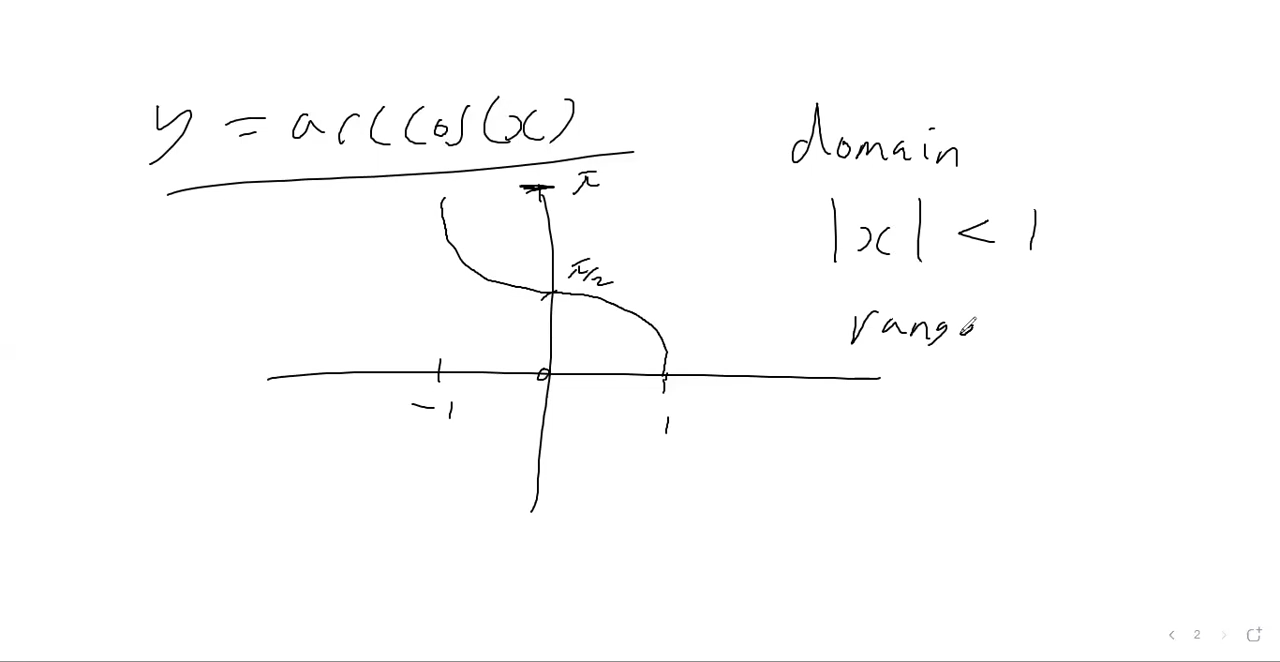 y = arccos(x)
domain
π
|x| < 1
π/2
range
0
-1
1
2